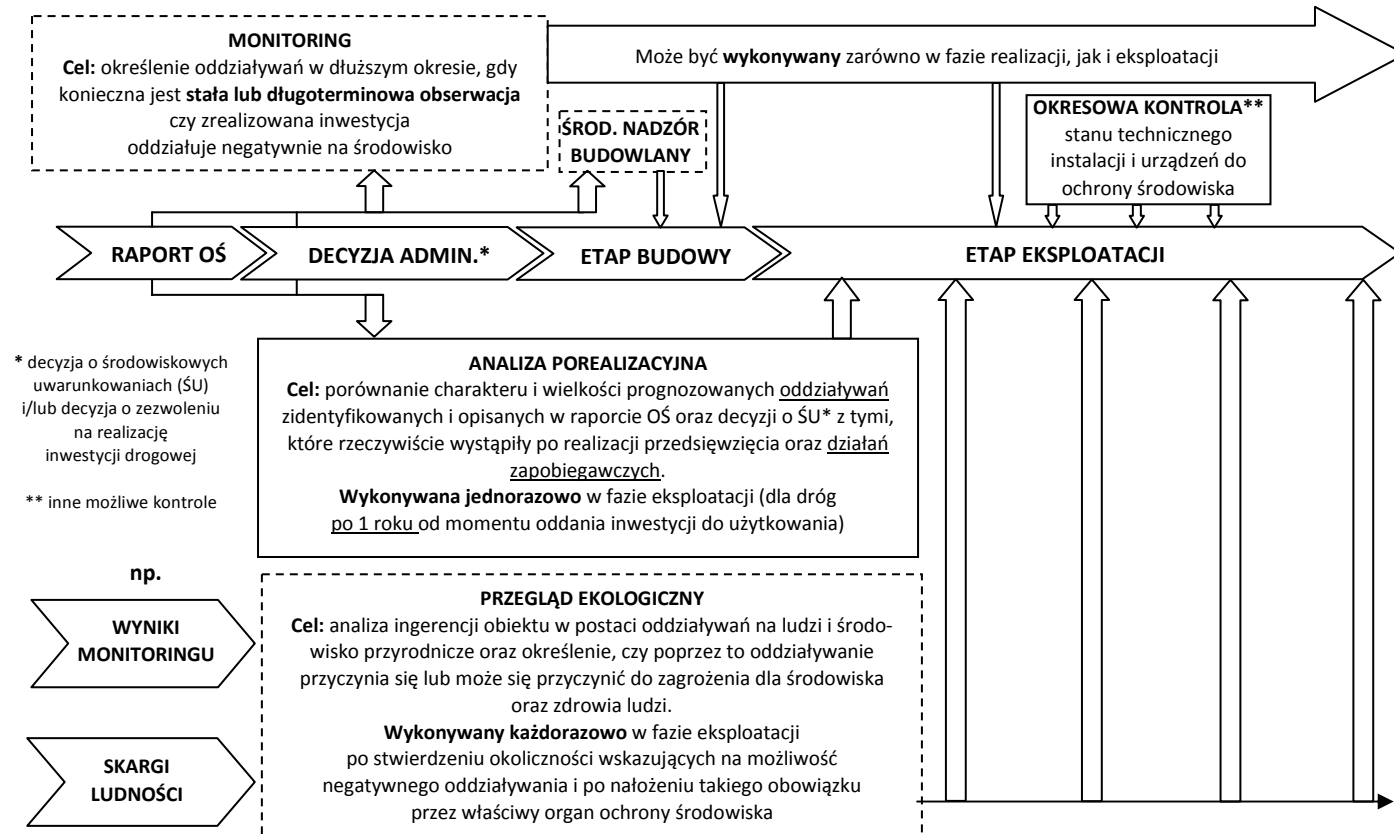 MONITORING
Cel: określenie oddziaływań w dłuższym okresie, gdy
konieczna jest stała lub długoterminowa obserwacja
czy zrealizowana inwestycja
oddziałuje negatywnie na środowisko
Może być wykonywany zarówno w fazie realizacji, jak i eksploatacji
ŚROD. NADZÓR
BUDOWLANY
OKRESOWA KONTROLA**
stanu technicznego
instalacji i urządzeń do
ochrony środowiska
RAPORT OŚ
DECYZJA ADMIN.*
ETAP BUDOWY
ETAP EKSPLOATACJI
* decyzja o środowiskowych
uwarunkowaniach (ŚU)
i/lub decyzja o zezwoleniu
na realizację
inwestycji drogowej
** inne możliwe kontrole
ANALIZA POREALIZACYJNA
Cel: porównanie charakteru i wielkości prognozowanych oddziaływań
zidentyfikowanych i opisanych w raporcie OŚ oraz decyzji o ŚU* z tymi,
które rzeczywiście wystąpiły po realizacji przedsięwzięcia oraz działań
zapobiegawczych.
Wykonywana jednorazowo w fazie eksploatacji (dla dróg
po 1 roku od momentu oddania inwestycji do użytkowania)
np.
WYNIKI
MONITORINGU
SKARGI
LUDNOŚCI
PRZEGLĄD EKOLOGICZNY
Cel: analiza ingerencji obiektu w postaci oddziaływań na ludzi i środo-
wisko przyrodnicze oraz określenie, czy poprzez to oddziaływanie
przyczynia się lub może się przyczynić do zagrożenia dla środowiska
oraz zdrowia ludzi.
Wykonywany każdorazowo w fazie eksploatacji
po stwierdzeniu okoliczności wskazujących na możliwość
negatywnego oddziaływania i po nałożeniu takiego obowiązku
przez właściwy organ ochrony środowiska